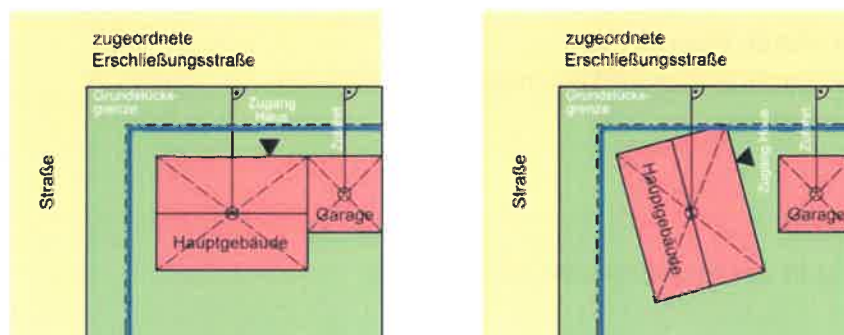 zugeordnete
Erschließungsstraße
Grundstücks-
grenze
Zugang
Haus
Zufahrt
Straße
Garage
Hauptgebäude
zugeordnete
Erschließungsstraße
Grundstücks-
grenze
Zugang Haus
Zufahrt
Straße
Hauptgebäude
Garage